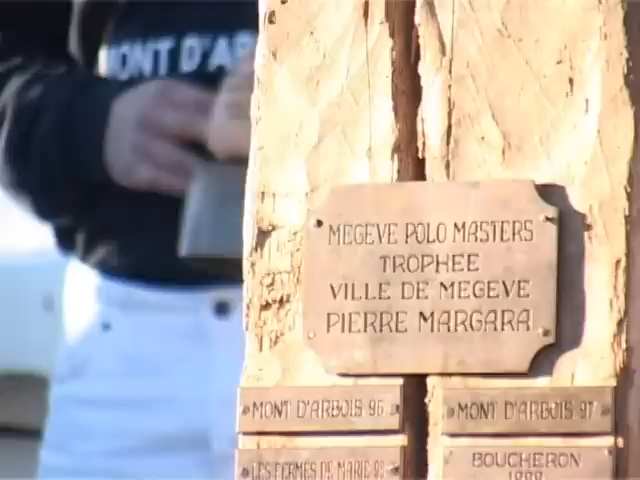 MONT D'AR
MEGEVE POLO MASTERS
TROPHEE
VILLE DE MEGEVE
PIERRE MARGARA
MONT D'ARBOIS 96
MONT D'ARBOIS 97
LES FERMES DE MARIE 98
BOUCHERON